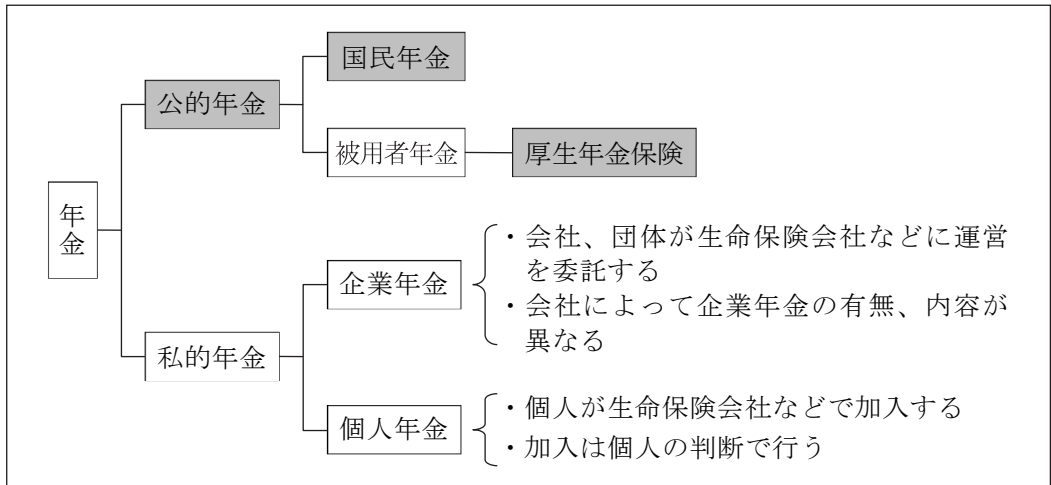 年金
公的年金
国民年金
被用者年金
厚生年金保険
私的年金
企業年金
・会社、団体が生命保険会社などに運営
を委託する
・会社によって企業年金の有無、内容が
異なる
個人年金
・個人が生命保険会社などで加入する
・加入は個人の判断で行う